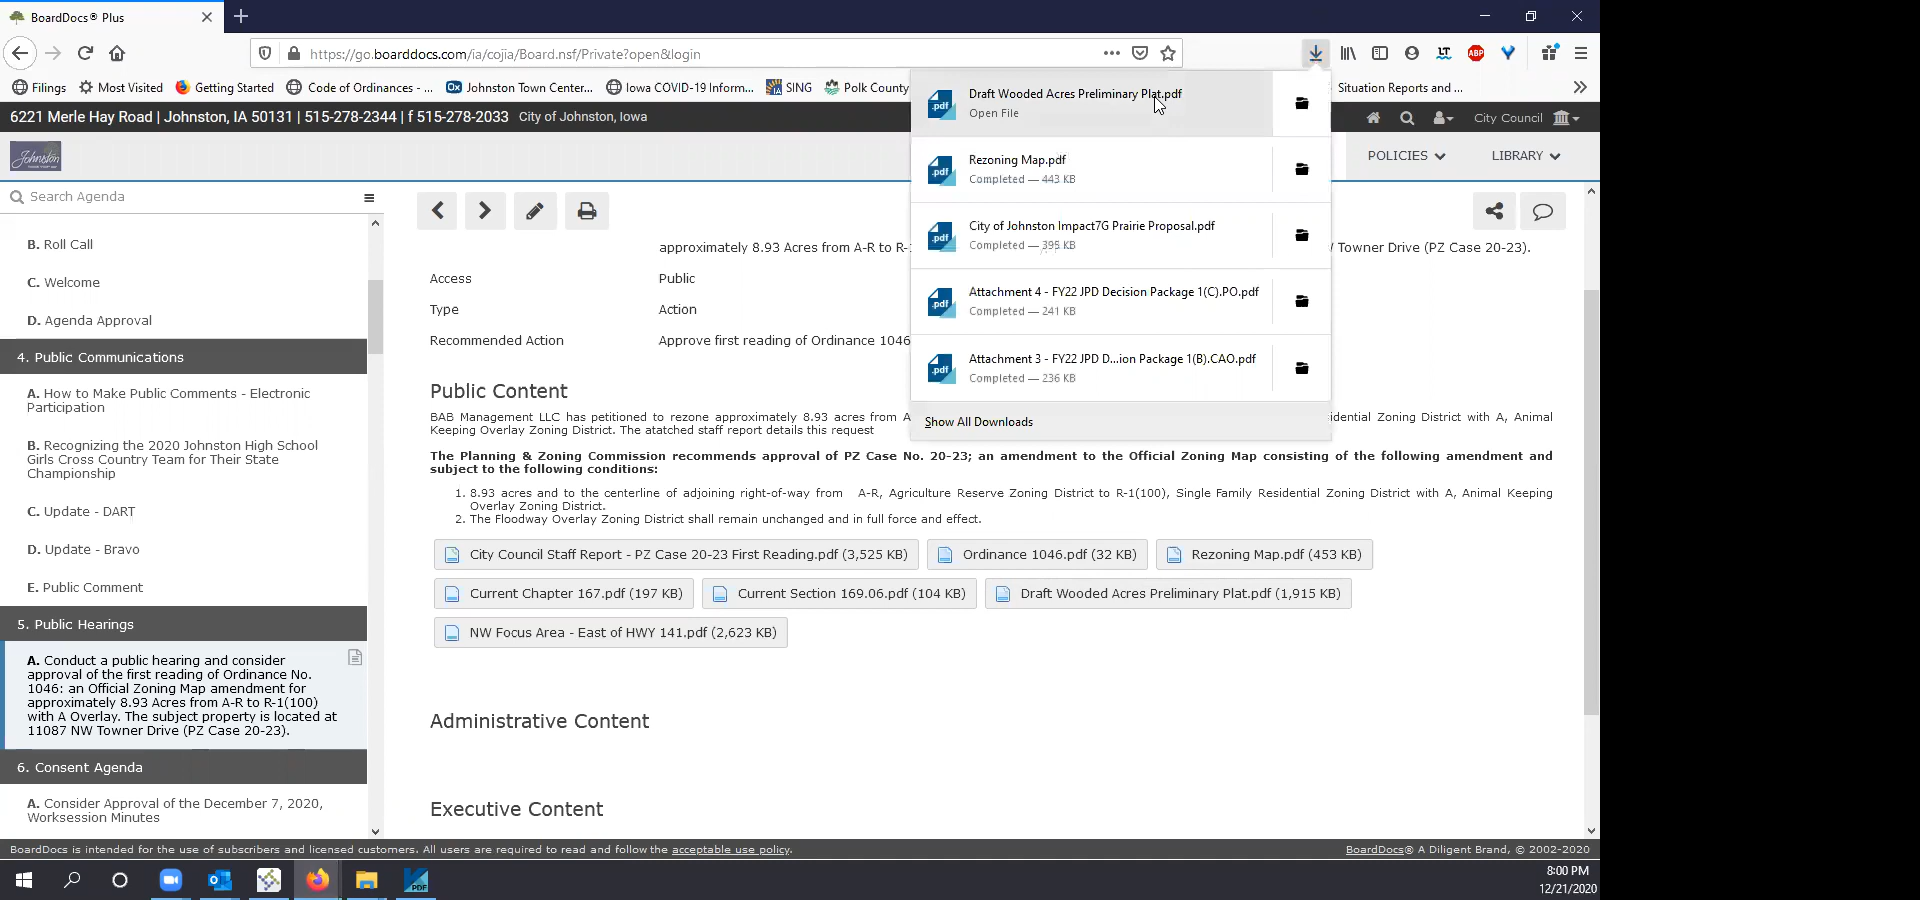 BoardDocs® Plus
https://go.boarddocs.com/ia/cojia/Board.nsf/Private?open&login
Filings
Most Visited
Getting Started
Code of Ordinances - ...
Johnston Town Center...
Iowa COVID-19 Inform...
SING
Polk County
Situation Reports and ...
6221 Merle Hay Road | Johnston, IA 50131 | 515-278-2344 | f 515-278-2033
City of Johnston, Iowa
City Council
Johnston
POLICIES
LIBRARY
Search Agenda
B. Roll Call
C. Welcome
D. Agenda Approval
4. Public Communications
A. How to Make Public Comments - Electronic
Participation
B. Recognizing the 2020 Johnston High School
Girls Cross Country Team for Their State
Championship
C. Update - DART
D. Update - Bravo
E. Public Comment
5. Public Hearings
A. Conduct a public hearing and consider
approval of the first reading of Ordinance No.
1046: an Official Zoning Map amendment for
approximately 8.93 Acres from A-R to R-1(100)
with A Overlay. The subject property is located at
11087 NW Towner Drive (PZ Case 20-23).
6. Consent Agenda
A. Consider Approval of the December 7, 2020,
Worksession Minutes
Draft Wooded Acres Preliminary Plat.pdf
Open File
Rezoning Map.pdf
Completed — 443 KB
City of Johnston Impact7G Prairie Proposal.pdf
Completed — 395 KB
Attachment 4 - FY22 JPD Decision Package 1(C).PO.pdf
Completed — 241 KB
Attachment 3 - FY22 JPD D...ion Package 1(B).CAO.pdf
Completed — 236 KB
Show All Downloads
approximately 8.93 Acres from A-R to R-1 Towner Drive (PZ Case 20-23).
Access Public
Type Action
Recommended Action Approve first reading of Ordinance 1046
Public Content
BAB Management LLC has petitioned to rezone approximately 8.93 acres from A idential Zoning District with A, Animal
Keeping Overlay Zoning District. The atatched staff report details this request
The Planning & Zoning Commission recommends approval of PZ Case No. 20-23; an amendment to the Official Zoning Map consisting of the following amendment and
subject to the following conditions:
1. 8.93 acres and to the centerline of adjoining right-of-way from A-R, Agriculture Reserve Zoning District to R-1(100), Single Family Residential Zoning District with A, Animal Keeping
Overlay Zoning District.
2. The Floodway Overlay Zoning District shall remain unchanged and in full force and effect.
City Council Staff Report - PZ Case 20-23 First Reading.pdf (3,525 KB)
Ordinance 1046.pdf (32 KB)
Rezoning Map.pdf (453 KB)
Current Chapter 167.pdf (197 KB)
Current Section 169.06.pdf (104 KB)
Draft Wooded Acres Preliminary Plat.pdf (1,915 KB)
NW Focus Area - East of HWY 141.pdf (2,623 KB)
Administrative Content
Executive Content
BoardDocs is intended for the use of subscribers and licensed customers. All users are required to read and follow the acceptable use policy.
BoardDocs® A Diligent Brand, © 2002-2020
8:00 PM
12/21/2020